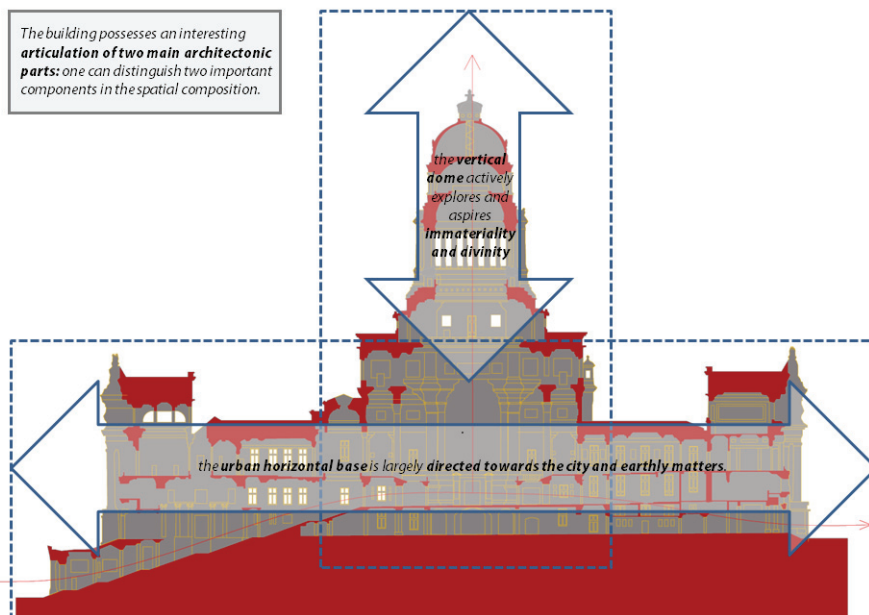 The building possesses an interesting
articulation of two main architectonic
parts: one can distinguish two important
components in the spatial composition.
the vertical
dome actively
explores and
aspires
immateriality
and divinity
the urban horizontal base is largely directed towards the city and earthly matters.